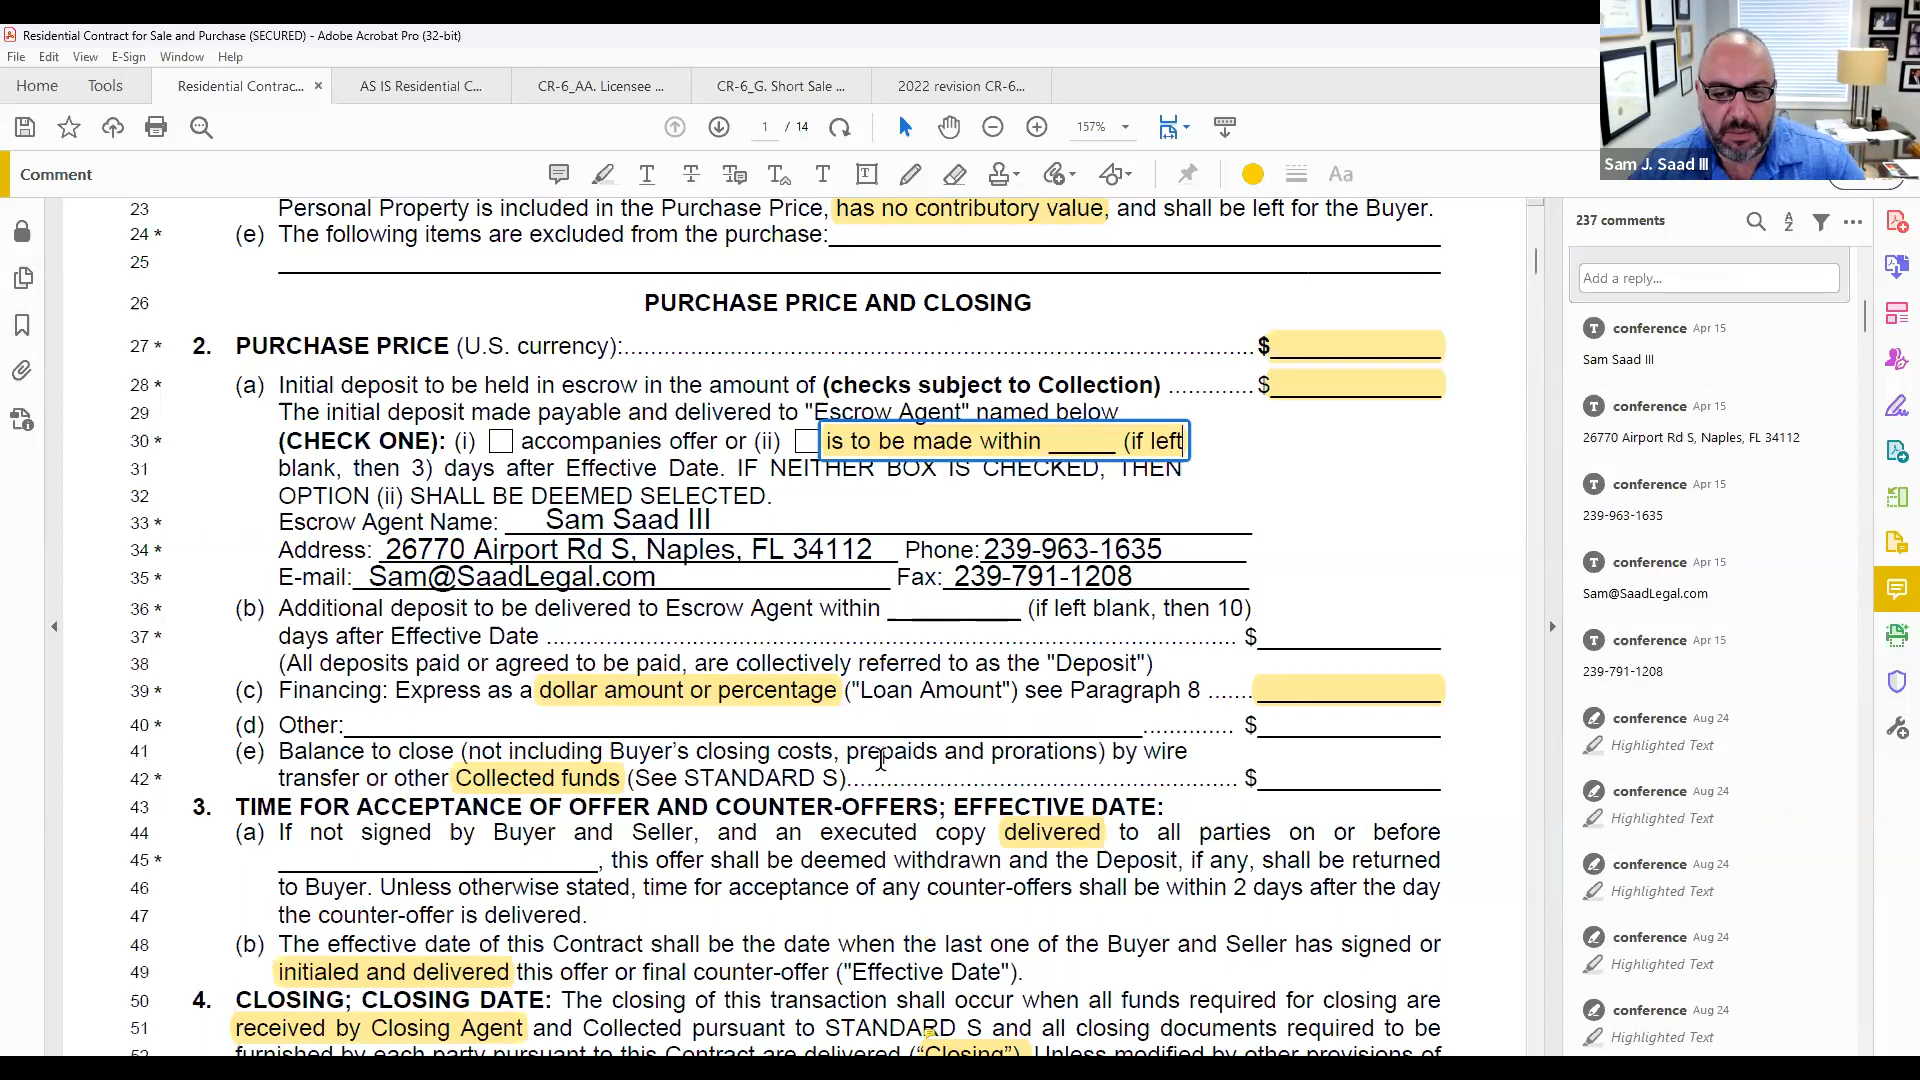 Residential Contract for Sale and Purchase (SECURED) - Adobe Acrobat Pro (32-bit)
File Edit View E-Sign Window Help
Home Tools Residential Contrac... × AS IS Residential C... CR-6_AA. Licensee ... CR-6_G. Short Sale ... 2022 revision CR-6...
1 / 14 157%
Sam J. Saad III
Comment
Aa
237 comments
23 Personal Property is included in the Purchase Price, has no contributory value, and shall be left for the Buyer.
24 * (e) The following items are excluded from the purchase:
25
26 PURCHASE PRICE AND CLOSING
27 * 2. PURCHASE PRICE (U.S. currency):.......... $
28 * (a) Initial deposit to be held in escrow in the amount of (checks subject to Collection) ............$
29 The initial deposit made payable and delivered to "Escrow Agent" named below
30 * (CHECK ONE): (i) accompanies offer or (ii) is to be made within ______ (if left
31 blank, then 3) days after Effective Date. IF NEITHER BOX IS CHECKED, THEN
32 OPTION (ii) SHALL BE DEEMED SELECTED.
33 * Escrow Agent Name: Sam Saad III
34 * Address: 26770 Airport Rd S, Naples, FL 34112 Phone: 239-963-1635
35 * E-mail: Sam@SaadLegal.com Fax: 239-791-1208
36 * (b) Additional deposit to be delivered to Escrow Agent within __________ (if left blank, then 10)
37 * days after Effective Date .......... $
38 (All deposits paid or agreed to be paid, are collectively referred to as the "Deposit")
39 * (c) Financing: Express as a dollar amount or percentage ("Loan Amount") see Paragraph 8 ......
40 * (d) Other: ............. $
41 (e) Balance to close (not including Buyer's closing costs, prepaids and prorations) by wire
42 * transfer or other Collected funds (See STANDARD S).......... $
43 3. TIME FOR ACCEPTANCE OF OFFER AND COUNTER-OFFERS; EFFECTIVE DATE:
44 (a) If not signed by Buyer and Seller, and an executed copy delivered to all parties on or before
45 * ____________________, this offer shall be deemed withdrawn and the Deposit, if any, shall be returned
46 to Buyer. Unless otherwise stated, time for acceptance of any counter-offers shall be within 2 days after the day
47 the counter-offer is delivered.
48 (b) The effective date of this Contract shall be the date when the last one of the Buyer and Seller has signed or
49 initialed and delivered this offer or final counter-offer ("Effective Date").
50 4. CLOSING; CLOSING DATE: The closing of this transaction shall occur when all funds required for closing are
51 received by Closing Agent and Collected pursuant to STANDARD S and all closing documents required to be
52 furnished by each party pursuant to this Contract are delivered ("Closing"). Unless modified by other provisions of
Add a reply...
T conference Apr 15
Sam Saad III
T conference Apr 15
26770 Airport Rd S, Naples, FL 34112
T conference Apr 15
239-963-1635
T conference Apr 15
Sam@SaadLegal.com
T conference Apr 15
239-791-1208
conference Aug 24
Highlighted Text
conference Aug 24
Highlighted Text
conference Aug 24
Highlighted Text
conference Aug 24
Highlighted Text
conference Aug 24
Highlighted Text